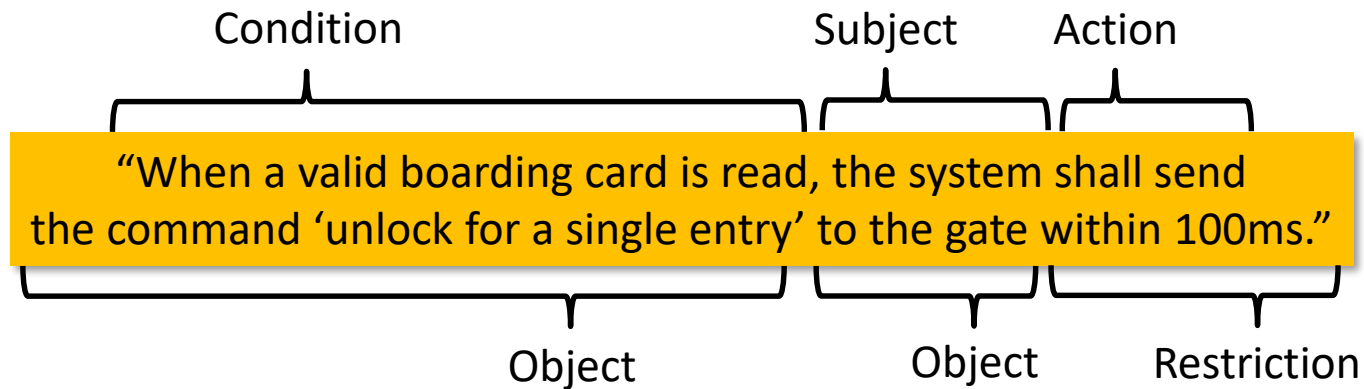 Condition Subject Action
“When a valid boarding card is read, the system shall send
the command ‘unlock for a single entry’ to the gate within 100ms.”
Object Object Restriction